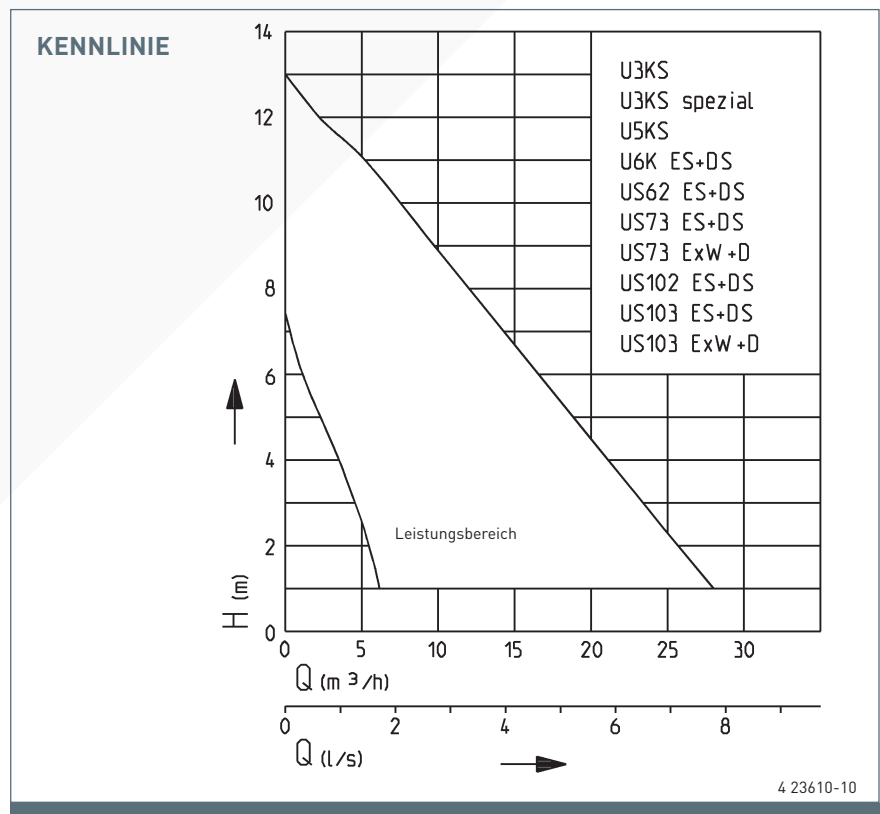 KENNLINIE
14
12
10
8
6
4
2
0
H (m)
U3KS
U3KS spezial
U5KS
U6K ES+DS
US62 ES+DS
US73 ES+DS
US73 ExW+D
US102 ES+DS
US103 ES+DS
US103 ExW+D
Leistungsbereich
0 5 10 15 20 25 30
Q (m³/h)
0 2 4 6 8
Q (l/s)
4 23610-10